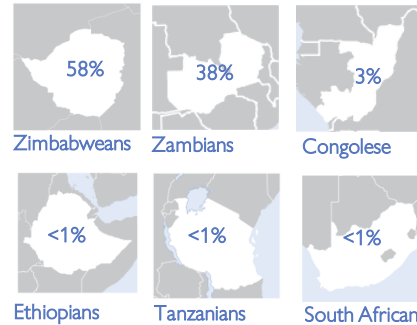 58%
38%
3%
Zimbabweans
Zambians
Congolese
<1%
<1%
<1%
Ethiopians
Tanzanians
South African